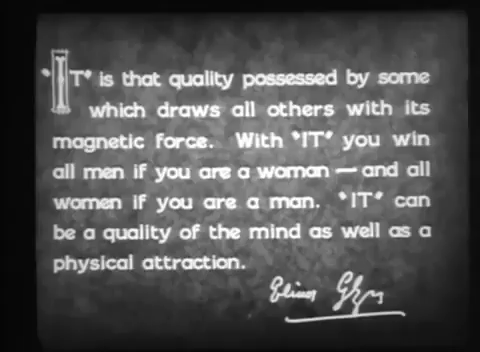 "IT" is that quality possessed by some
which draws all others with its
magnetic force. With "IT" you win
all men if you are a woman — and all
women if you are a man. "IT" can
be a quality of the mind as well as a
physical attraction.
Elinor Glyn